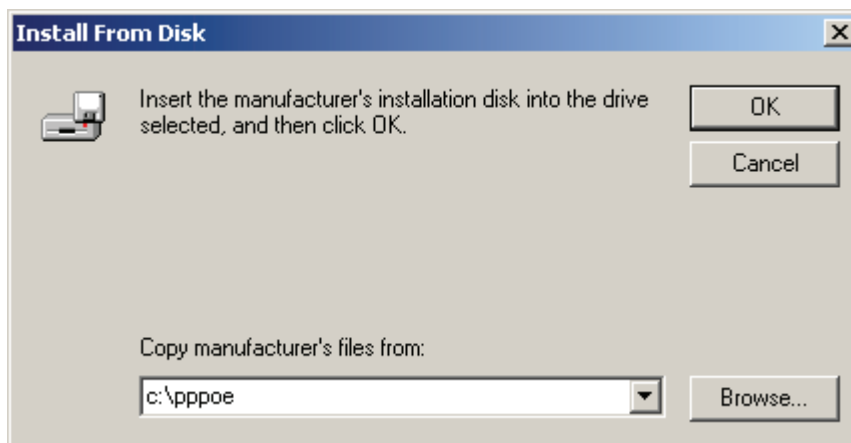 Install From Disk
Insert the manufacturer's installation disk into the drive
selected, and then click OK.
OK
Cancel
Copy manufacturer's files from:
c:\pppoe
Browse...